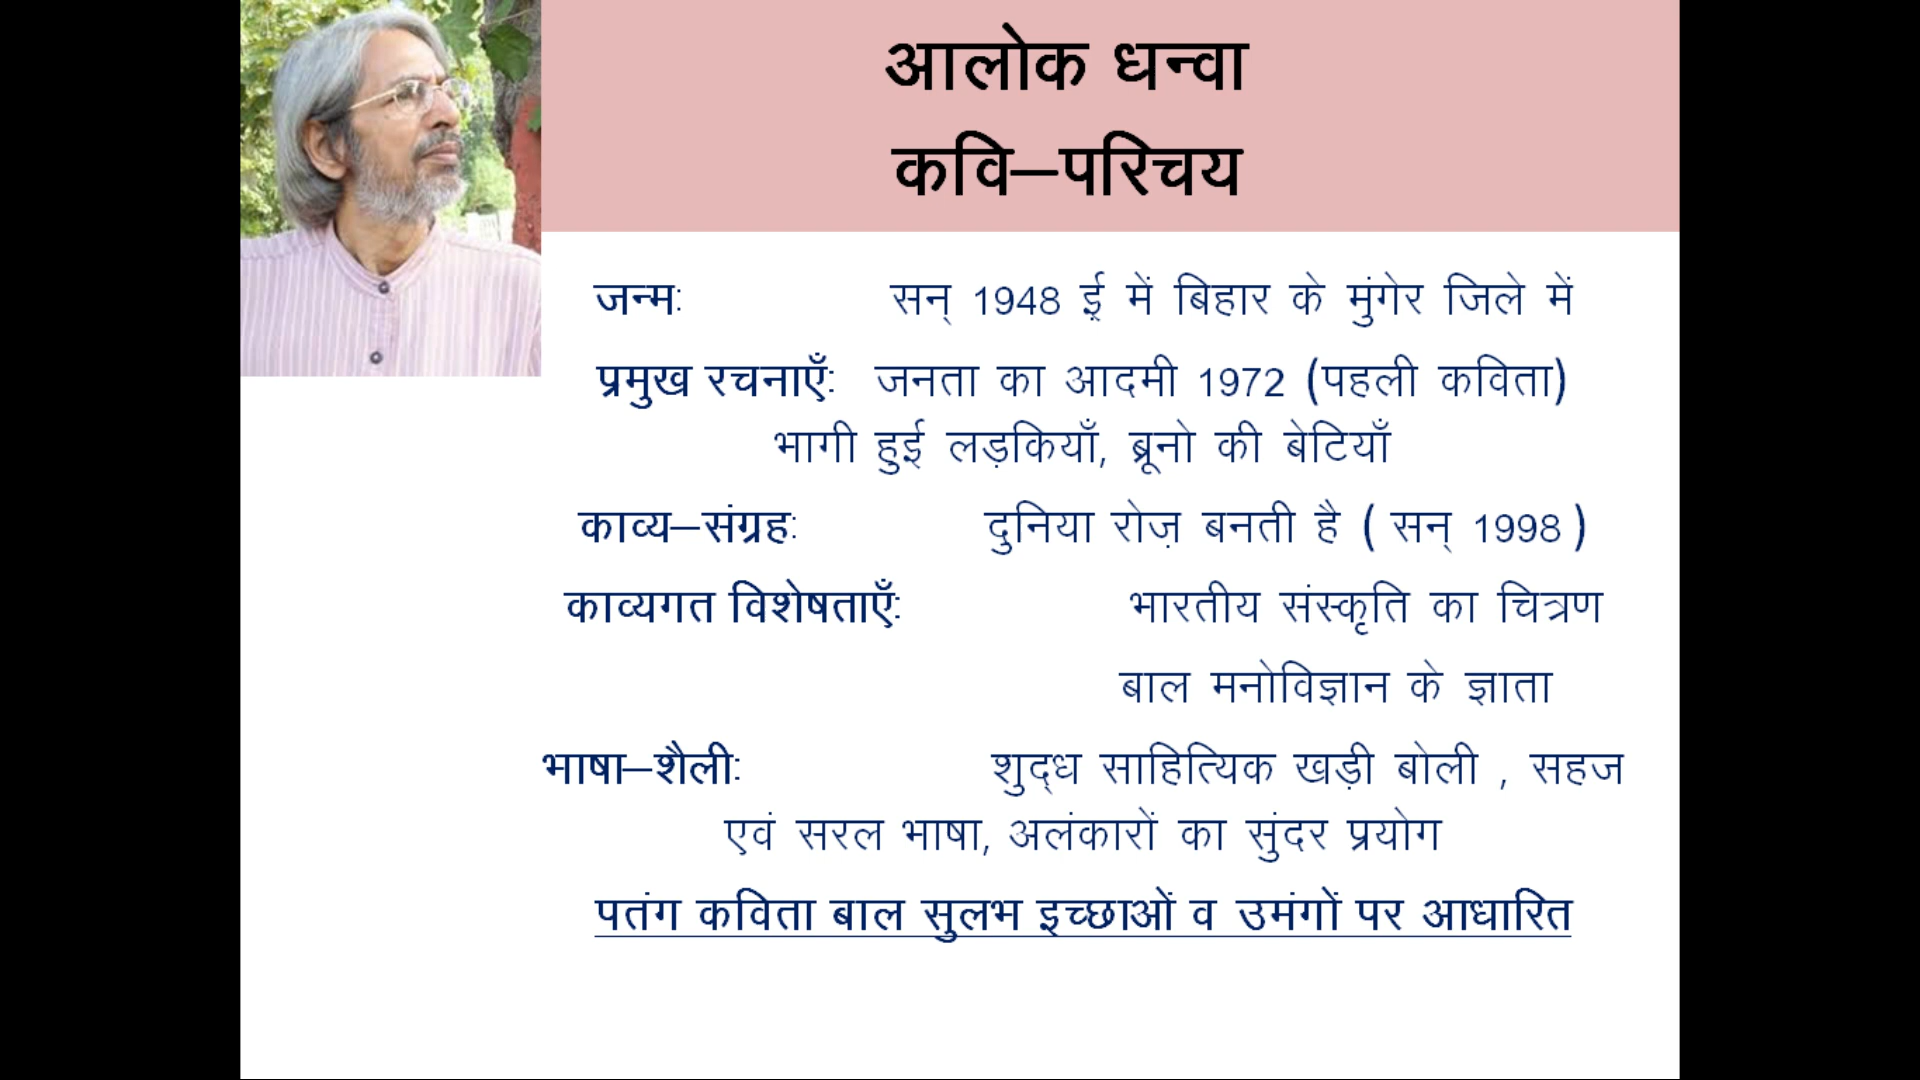 आलोक धन्वा
कवि–परिचय
जन्म: सन् 1948 ई़ में बिहार के मुंगेर जिले में
प्रमुख रचनाएँ: जनता का आदमी 1972 (पहली कविता)
भागी हुई लड़कियाँ, ब्रूनो की बेटियाँ
काव्य–संग्रह: दुनिया रोज़ बनती है ( सन् 1998 )
काव्यगत विशेषताएँ: भारतीय संस्कृति का चित्रण
बाल मनोविज्ञान के ज्ञाता
भाषा–शैली: शुद्ध साहित्यिक खड़ी बोली , सहज
एवं सरल भाषा, अलंकारों का सुंदर प्रयोग
पतंग कविता बाल सुलभ इच्छाओं व उमंगों पर आधारित